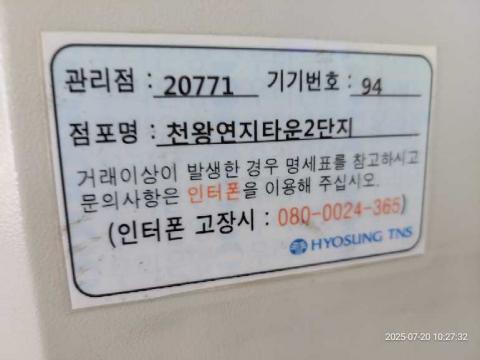 관리점 : 20771 기기번호 : 94
점포명 : 천왕연지타운2단지
거래이상이 발생한 경우 명세표를 참고하시고
문의사항은 인터폰을 이용해 주십시오.
(인터폰 고장시 : 080-0024-365)
HYOSUNG TNS
2025-07-20 10:27:32